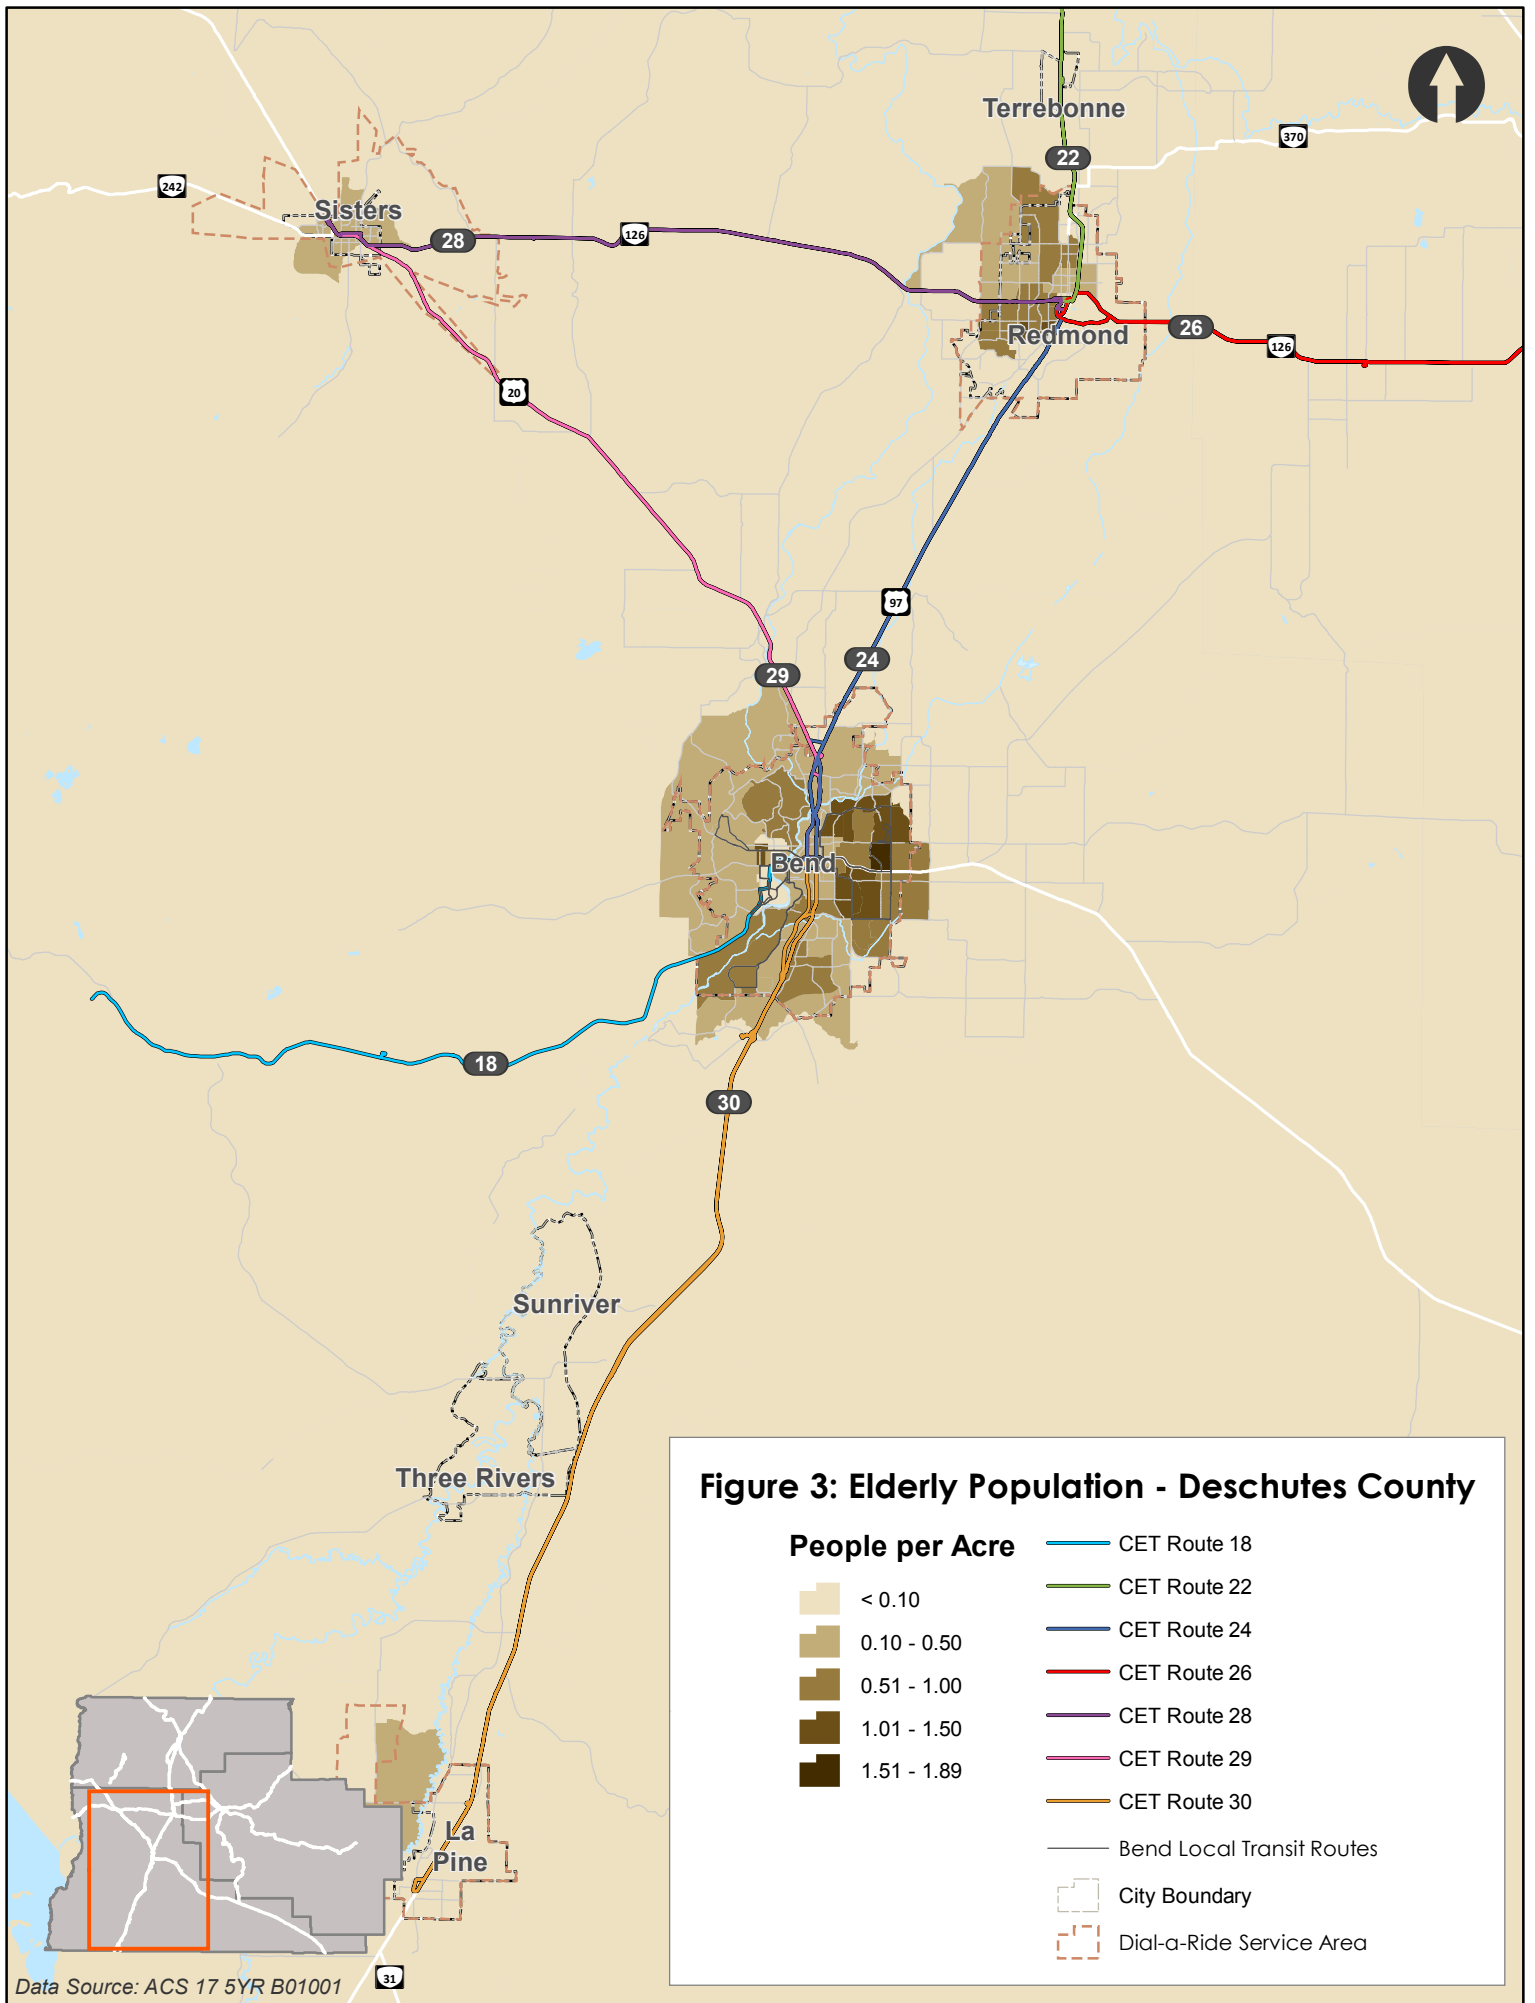 Terrebonne
370
22
242
Sisters
28
126
Redmond
26
126
20
97
24
29
Bend
18
30
Sunriver
Three Rivers
Figure 3: Elderly Population - Deschutes County
People per Acre
< 0.10
0.10 - 0.50
0.51 - 1.00
1.01 - 1.50
1.51 - 1.89
CET Route 18
CET Route 22
CET Route 24
CET Route 26
CET Route 28
CET Route 29
CET Route 30
Bend Local Transit Routes
City Boundary
Dial-a-Ride Service Area
La
Pine
31
Data Source: ACS 17 5YR B01001